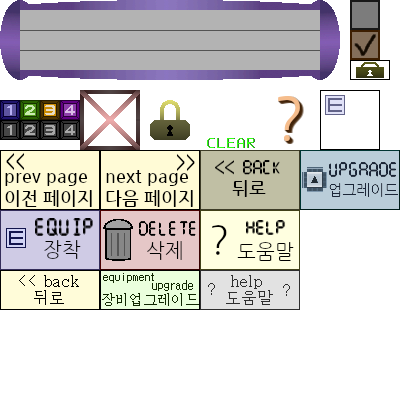 1 2 3 4
1 2 3 4
CLEAR
?
E
<<
prev page
이전 페이지
>>
next page
다음 페이지
<< BACK
뒤로
UPGRADE
업그레이드
E EQUIP
장착
DELETE
삭제
? HELP
도움말
<< back
뒤로
equipment
upgrade
장비업그레이드
? help ?
도움말